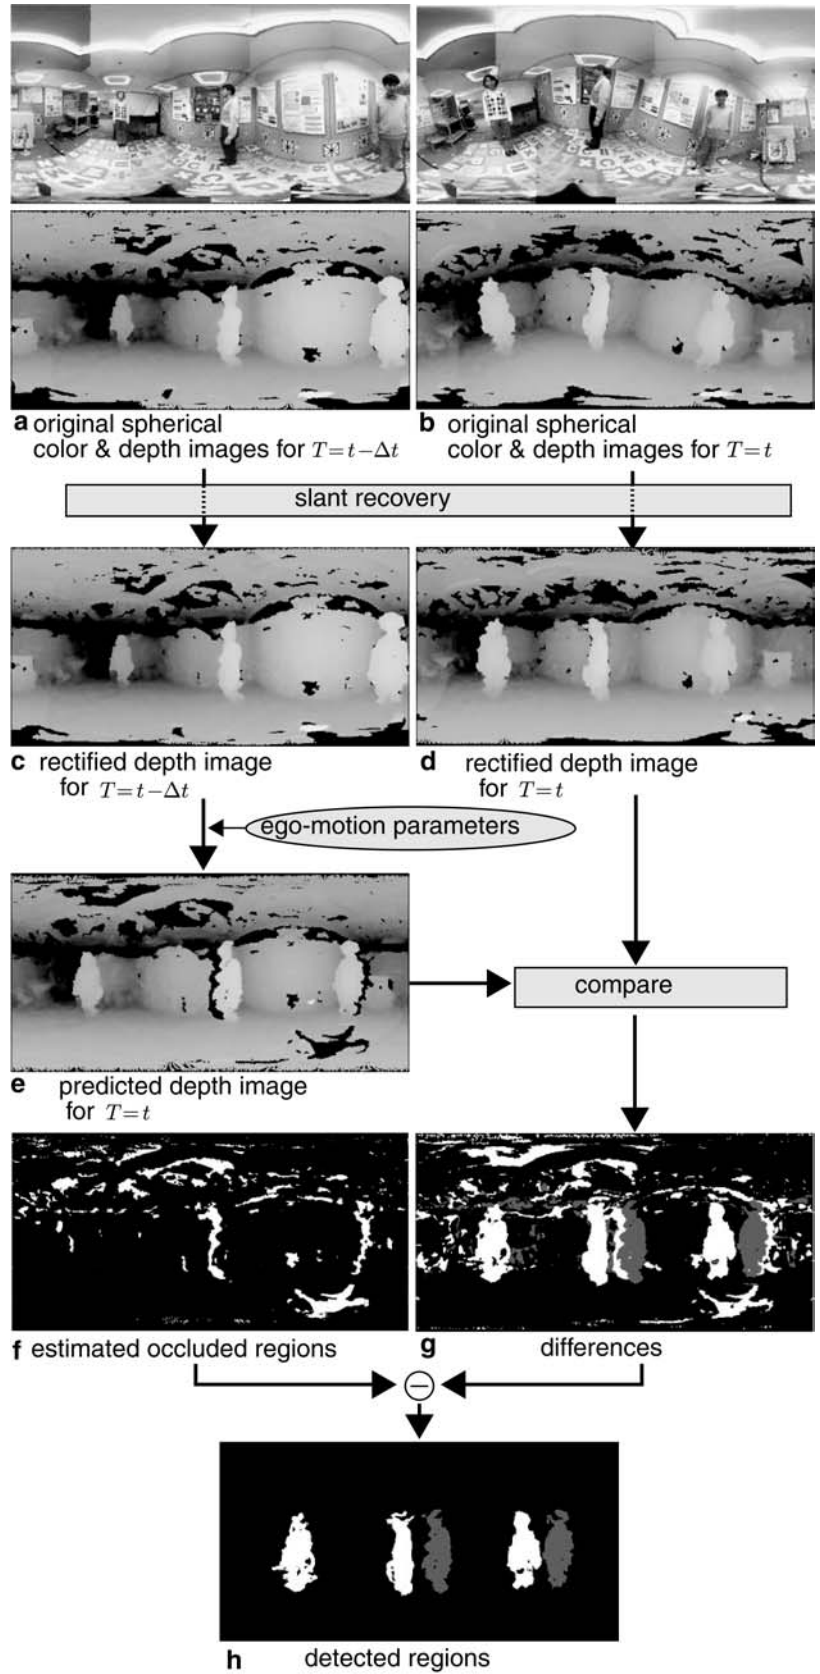 a original spherical
color & depth images for T=t−Δt
b original spherical
color & depth images for T=t
slant recovery
c rectified depth image
for T=t−Δt
d rectified depth image
for T=t
ego-motion parameters
compare
e predicted depth image
for T=t
f estimated occluded regions
g differences
−
h detected regions